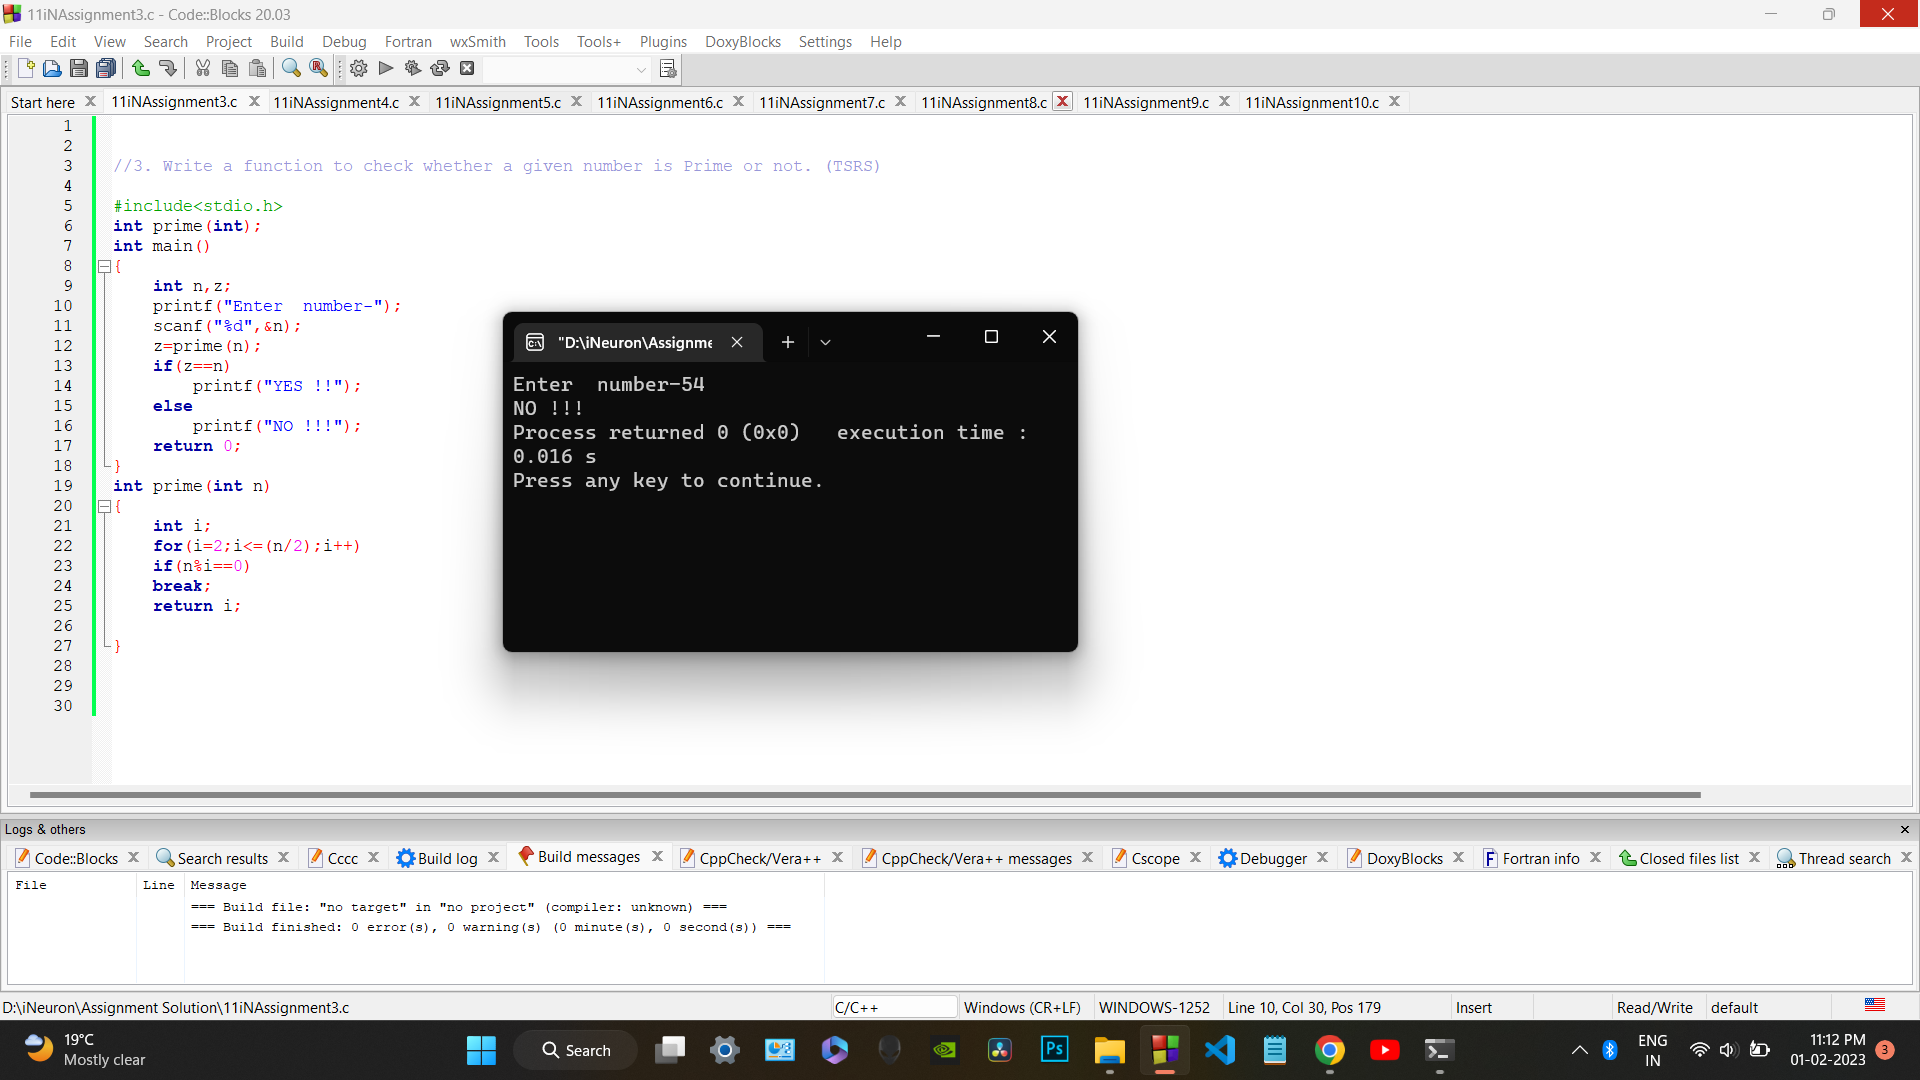 11iNAssignment3.c - Code::Blocks 20.03
File Edit View Search Project Build Debug Fortran wxSmith Tools Tools+ Plugins DoxyBlocks Settings Help
Start here 11iNAssignment3.c 11iNAssignment4.c 11iNAssignment5.c 11iNAssignment6.c 11iNAssignment7.c 11iNAssignment8.c 11iNAssignment9.c 11iNAssignment10.c
1
2
3 //3. Write a function to check whether a given number is Prime or not. (TSRS)
4
5 #include<stdio.h>
6 int prime(int);
7 int main()
8 {
9 int n,z;
10 printf("Enter  number-");
11 scanf("%d",&n);
12 z=prime(n);
13 if(z==n)
14 printf("YES !!");
15 else
16 printf("NO !!!");
17 return 0;
18 }
19 int prime(int n)
20 {
21 int i;
22 for(i=2;i<=(n/2);i++)
23 if(n%i==0)
24 break;
25 return i;
26
27 }
28
29
30
"D:\iNeuron\Assignme
Enter  number-54
NO !!!
Process returned 0 (0x0)   execution time :
0.016 s
Press any key to continue.
Logs & others
Code::Blocks Search results Cccc Build log Build messages CppCheck/Vera++ CppCheck/Vera++ messages Cscope Debugger DoxyBlocks Fortran info Closed files list Thread search
File Line Message
=== Build file: "no target" in "no project" (compiler: unknown) ===
=== Build finished: 0 error(s), 0 warning(s) (0 minute(s), 0 second(s)) ===
D:\iNeuron\Assignment Solution\11iNAssignment3.c C/C++ Windows (CR+LF) WINDOWS-1252 Line 10, Col 30, Pos 179 Insert Read/Write default
19°C
Mostly clear
Search
Ps
ENG
IN
11:12 PM
01-02-2023
3